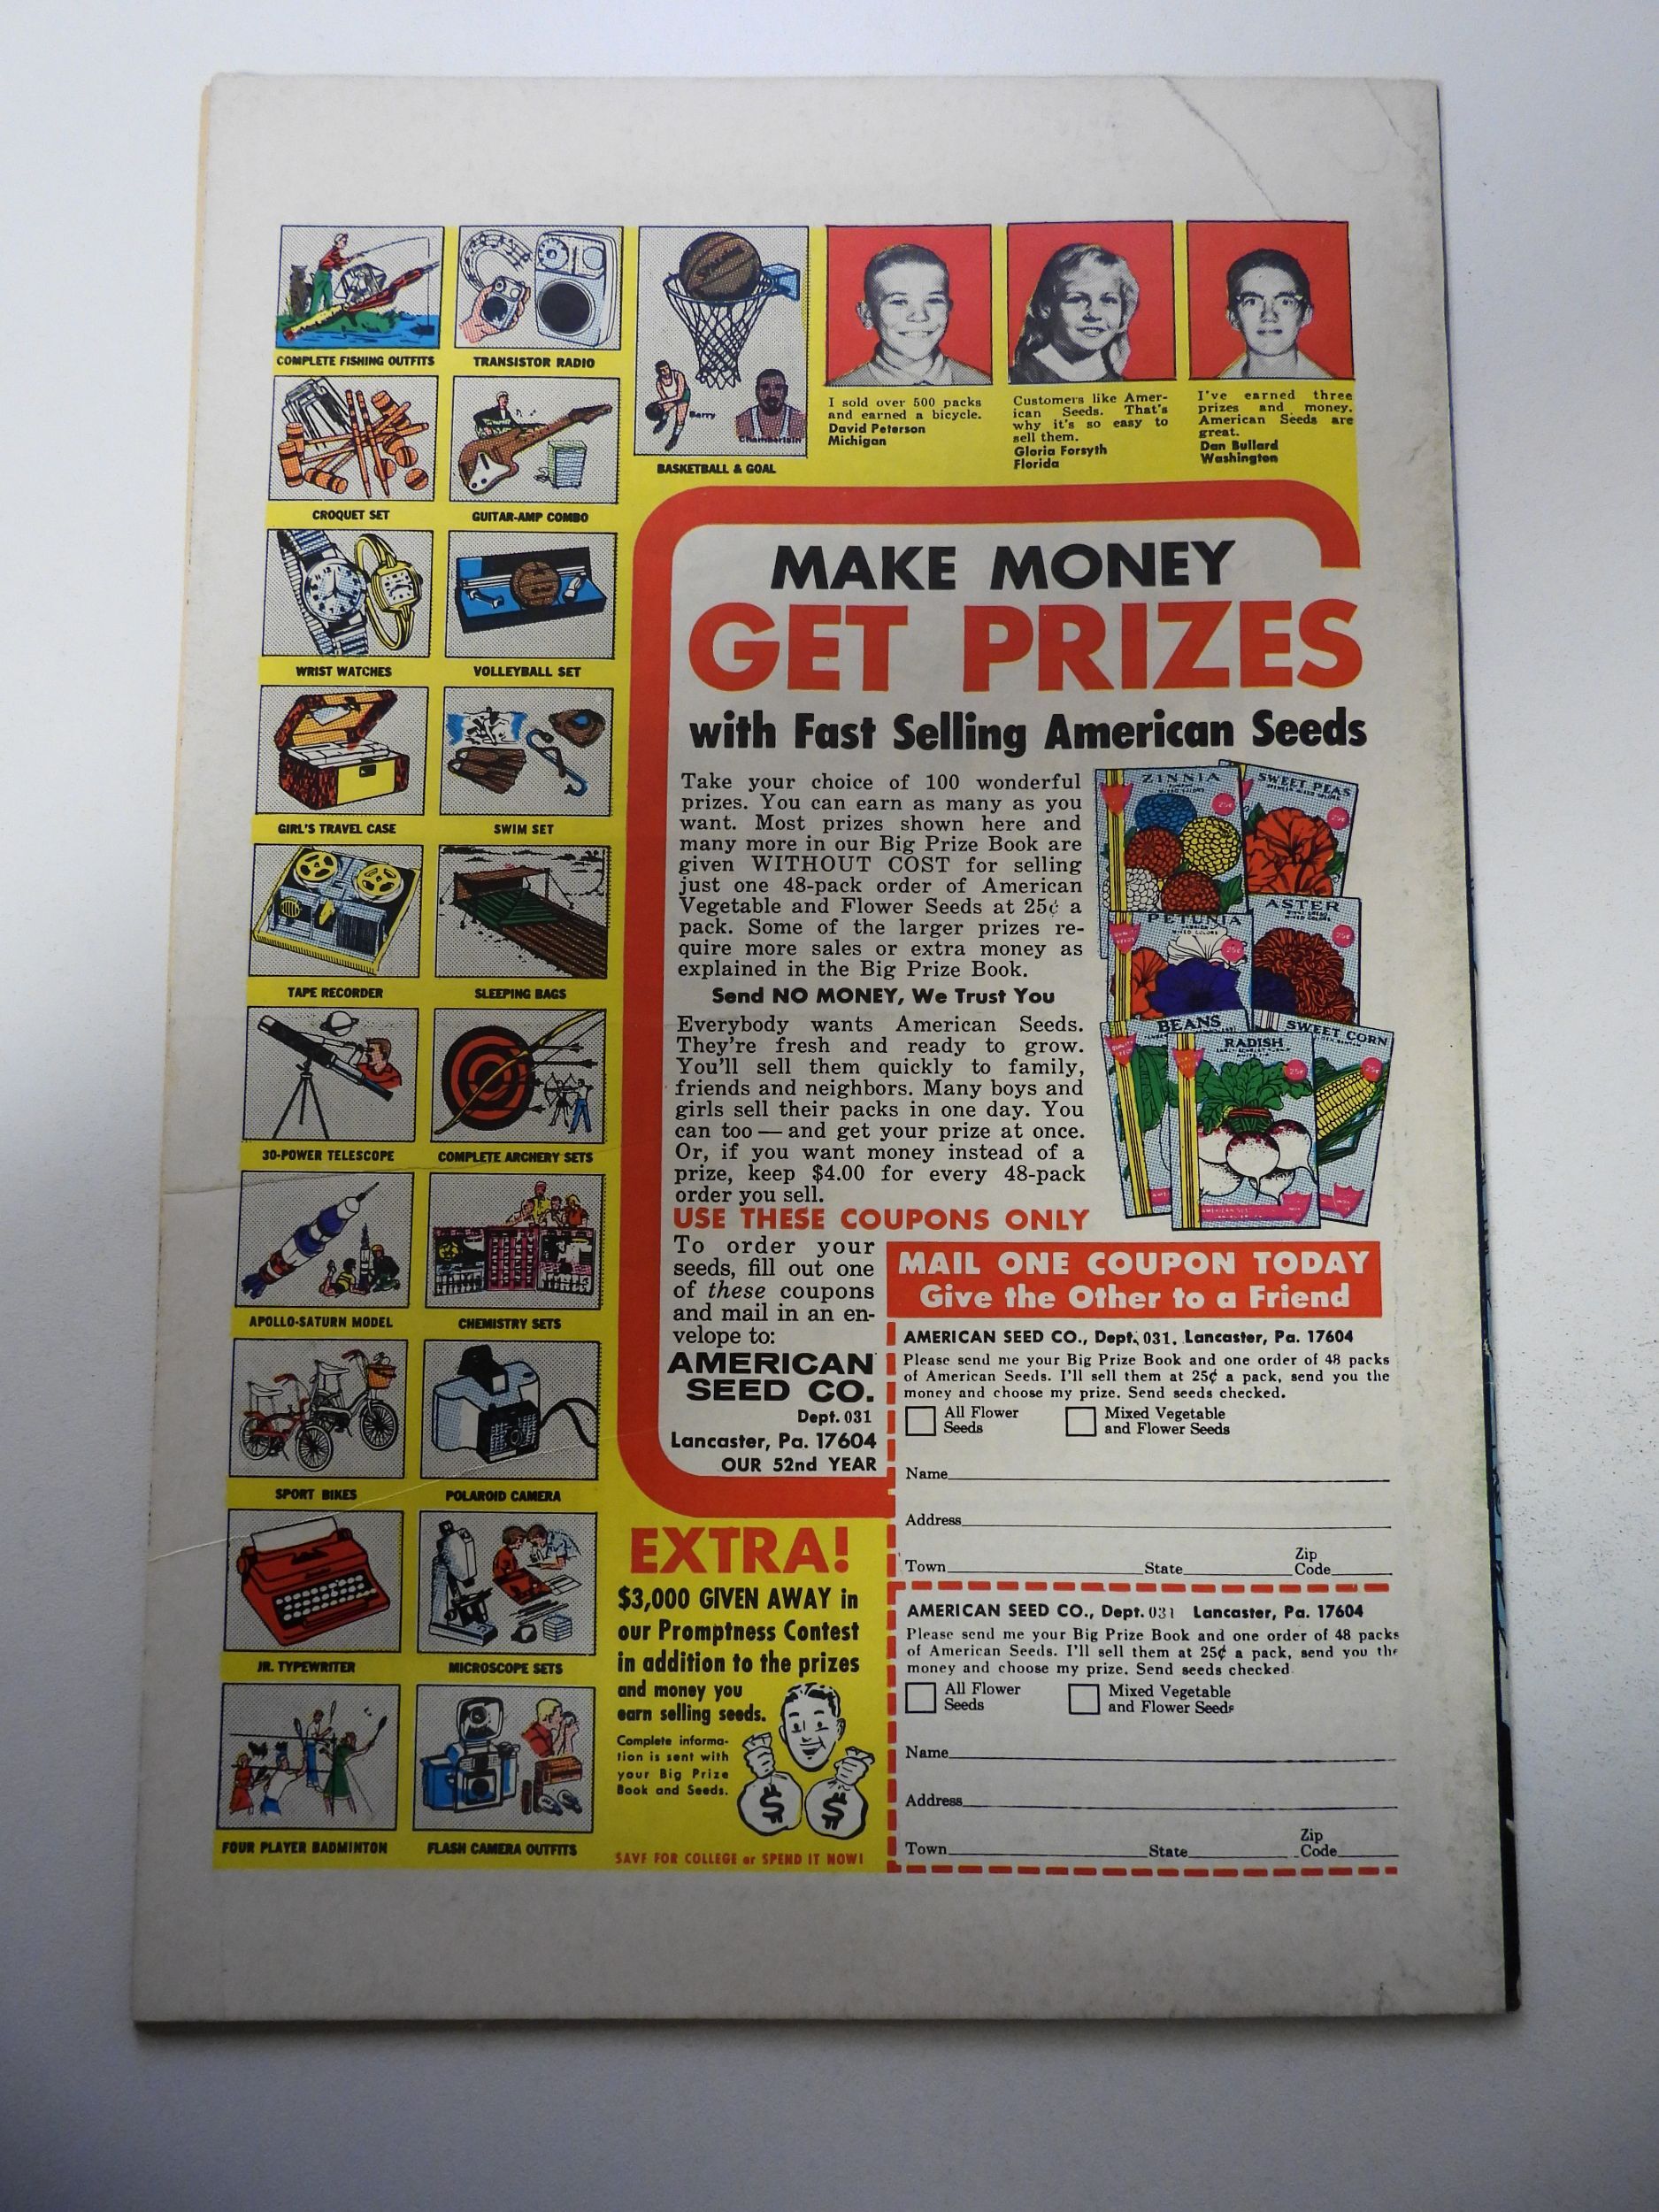 COMPLETE FISHING OUTFITS
TRANSISTOR RADIO
CROQUET SET
GUITAR-AMP COMBO
WRIST WATCHES
VOLLEYBALL SET
GIRL'S TRAVEL CASE
SWIM SET
TAPE RECORDER
SLEEPING BAGS
30-POWER TELESCOPE
COMPLETE ARCHERY SETS
APOLLO-SATURN MODEL
CHEMISTRY SETS
SPORT BIKES
POLAROID CAMERA
JR. TYPEWRITER
MICROSCOPE SETS
FOUR PLAYER BADMINTON
FLASH CAMERA OUTFITS
Barry
Chamberlain
BASKETBALL & GOAL
I sold over 500 packs
and earned a bicycle.
David Peterson
Michigan
Customers like Amer-
ican Seeds. That's
why it's so easy to
sell them.
Gloria Forsyth
Florida
I've earned three
prizes and money.
American Seeds are
great.
Dan Bullard
Washington
MAKE MONEY
GET PRIZES
with Fast Selling American Seeds
Take your choice of 100 wonderful
prizes. You can earn as many as you
want. Most prizes shown here and
many more in our Big Prize Book are
given WITHOUT COST for selling
just one 48-pack order of American
Vegetable and Flower Seeds at 25¢ a
pack. Some of the larger prizes re-
quire more sales or extra money as
explained in the Big Prize Book.
Send NO MONEY, We Trust You
Everybody wants American Seeds.
They're fresh and ready to grow.
You'll sell them quickly to family,
friends and neighbors. Many boys and
girls sell their packs in one day. You
can too — and get your prize at once.
Or, if you want money instead of a
prize, keep $4.00 for every 48-pack
order you sell.
USE THESE COUPONS ONLY
ZINNIA
25¢
SWEET PEAS
25¢
PETUNIA
25¢
ASTER
25¢
BEANS
RADISH
25¢
SWEET CORN
25¢
To order your
seeds, fill out one
of these coupons
and mail in an en-
velope to:
AMERICAN
SEED CO.
Dept. 031
Lancaster, Pa. 17604
OUR 52nd YEAR
MAIL ONE COUPON TODAY
Give the Other to a Friend
AMERICAN SEED CO., Dept. 031, Lancaster, Pa. 17604
Please send me your Big Prize Book and one order of 48 packs
of American Seeds. I'll sell them at 25¢ a pack, send you the
money and choose my prize. Send seeds checked.
All Flower
Seeds
Mixed Vegetable
and Flower Seeds
Name
Address
Town State Zip Code
EXTRA!
$3,000 GIVEN AWAY in
our Promptness Contest
in addition to the prizes
and money you
earn selling seeds.
Complete informa-
tion is sent with
your Big Prize
Book and Seeds.
$ $
SAVE FOR COLLEGE or SPEND IT NOW!
AMERICAN SEED CO., Dept. 031 Lancaster, Pa. 17604
Please send me your Big Prize Book and one order of 48 packs
of American Seeds. I'll sell them at 25¢ a pack, send you the
money and choose my prize. Send seeds checked
All Flower
Seeds
Mixed Vegetable
and Flower Seeds
Name
Address
Town State Zip Code